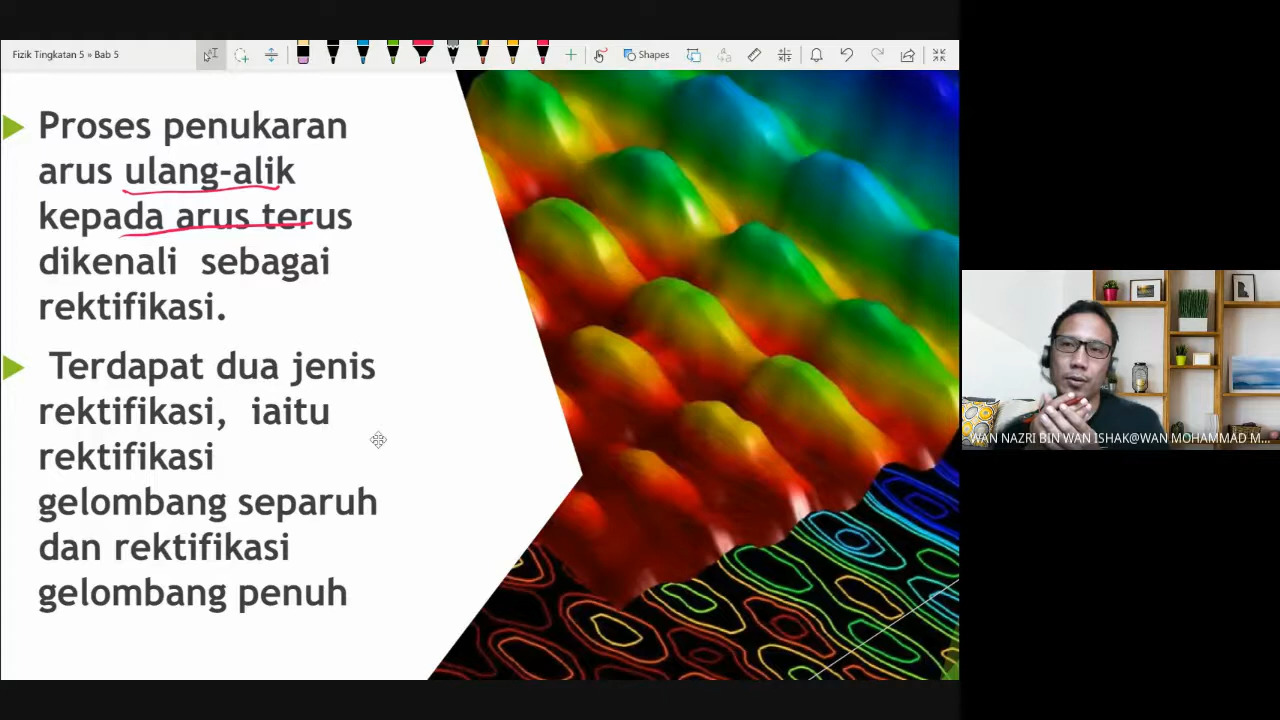 Fizik Tingkatan 5 » Bab 5
Shapes
Proses penukaran
arus ulang-alik
kepada arus terus
dikenali sebagai
rektifikasi.
Terdapat dua jenis
rektifikasi, iaitu
rektifikasi
gelombang separuh
dan rektifikasi
gelombang penuh
WAN NAZRI BIN WAN ISHAK@WAN MOHAMMAD M...